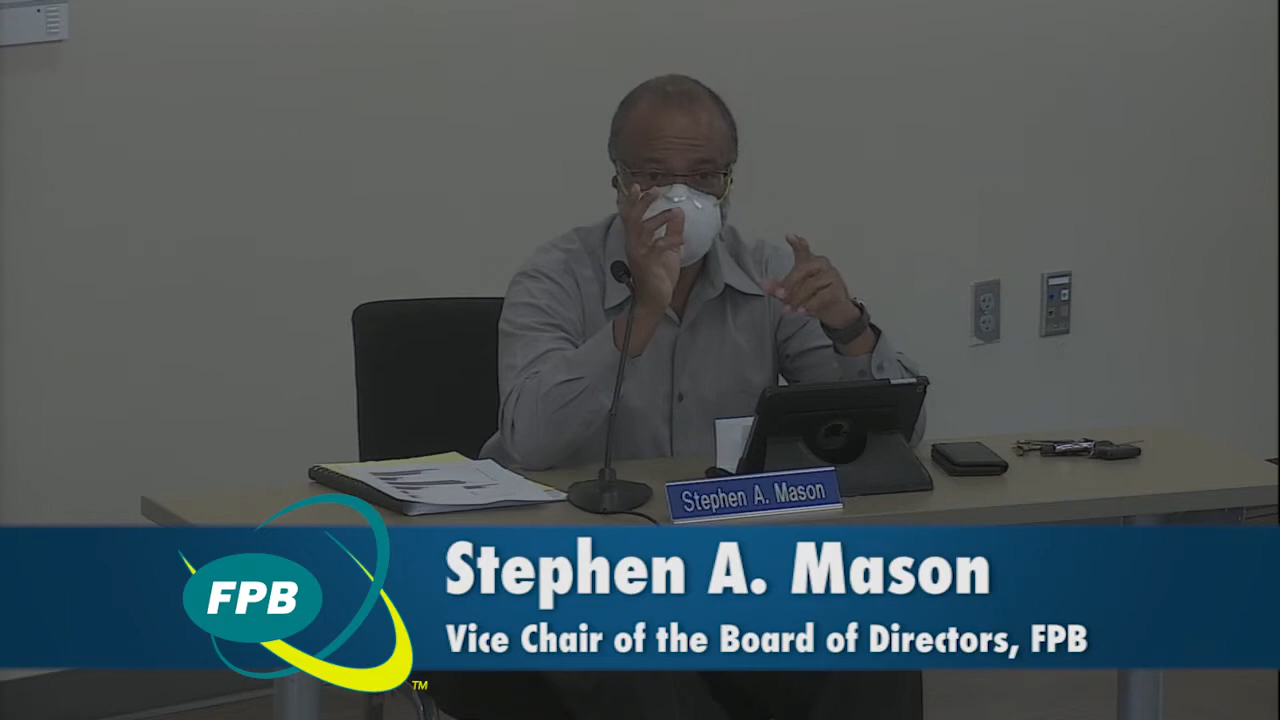 Stephen A. Mason
FPB
Stephen A. Mason
Vice Chair of the Board of Directors, FPB
TM